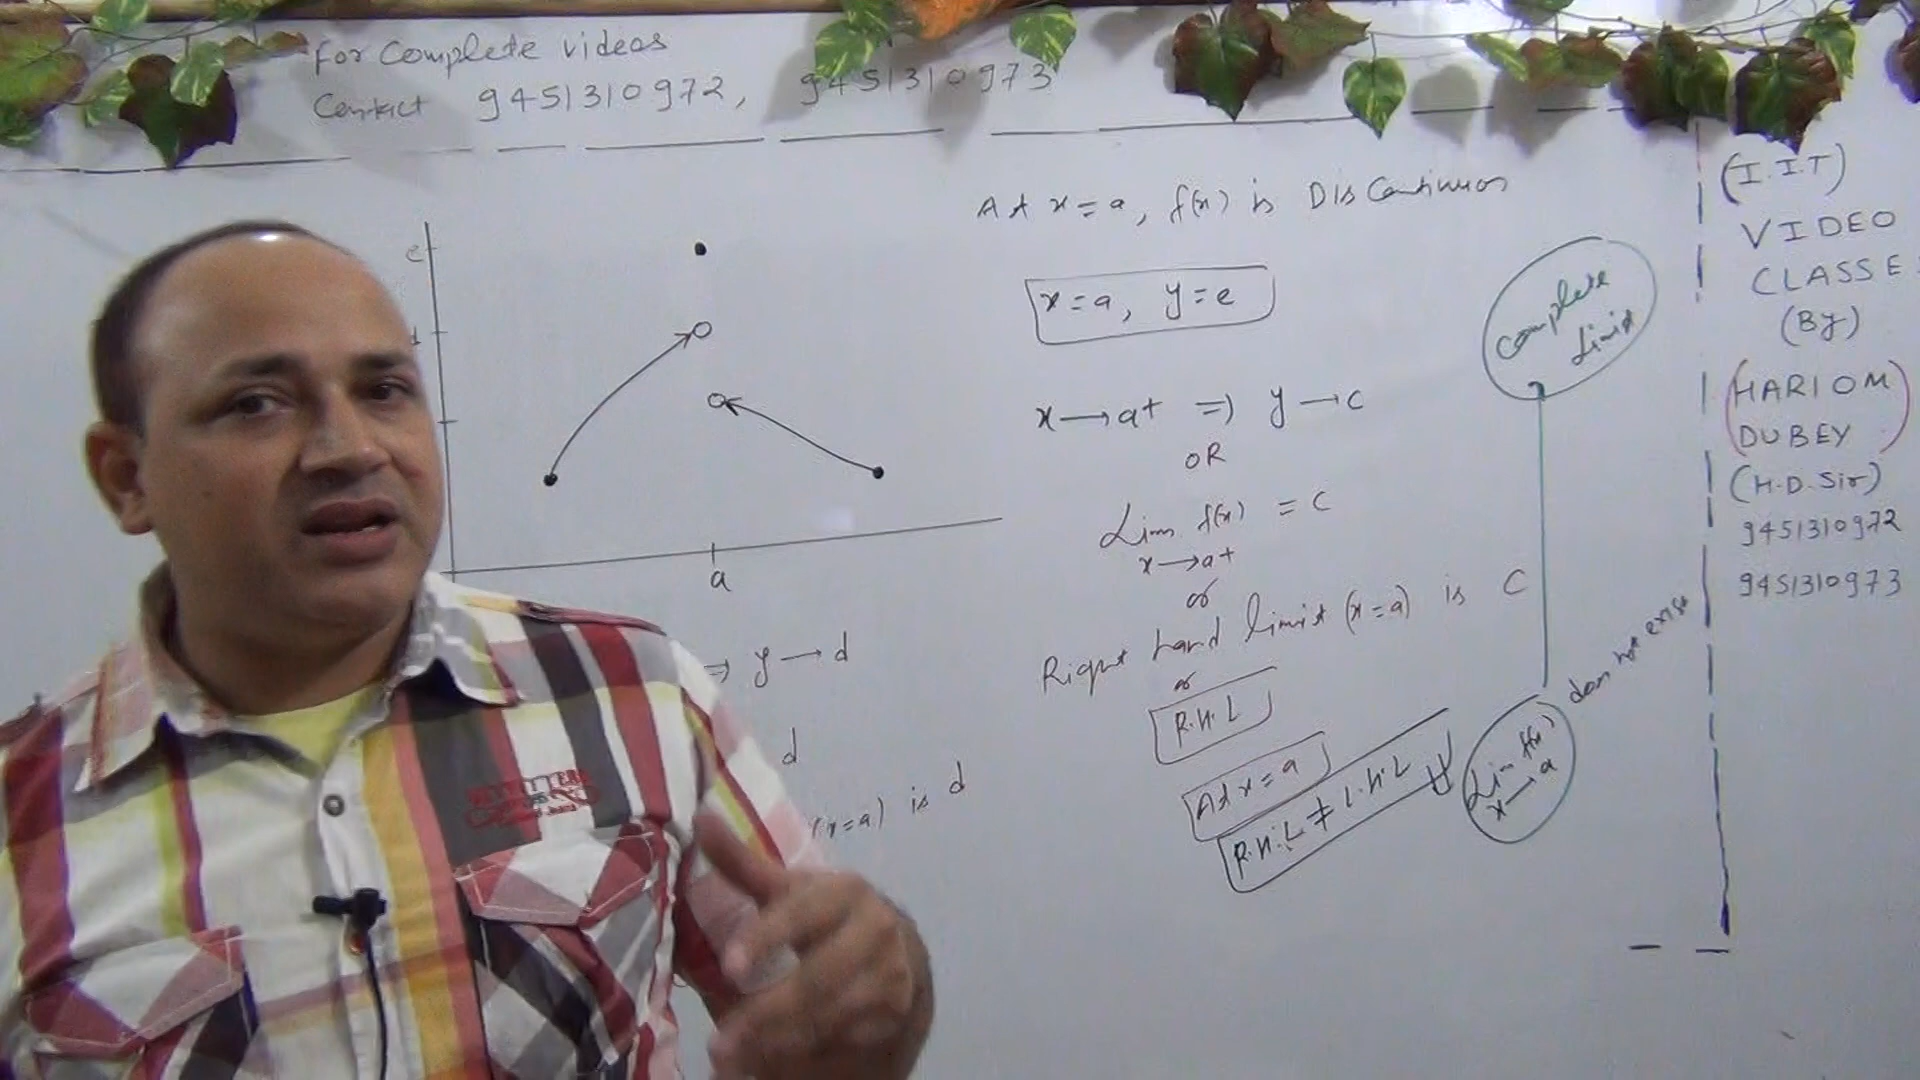 For Complete videos
Contact 9451310972, 9451310973
At x = a, f(x) is DisContinuous
e
x = a, y = e
x → a+ ⇒ y → c
OR
Lim f(x) = c
x → a+
or
Right hand limit (x = a) is C
or
R.H.L
At x = a
R.H.L ≠ L.H.L
a
⇒ y → d
d
(x = a) is d
Complete
Limit
Lim f(x)
x → a
does not exist
(I.I.T)
VIDEO
CLASSE
(By)
(HARIOM
DUBEY)
(H.D. Sir)
9451310972
9451310973